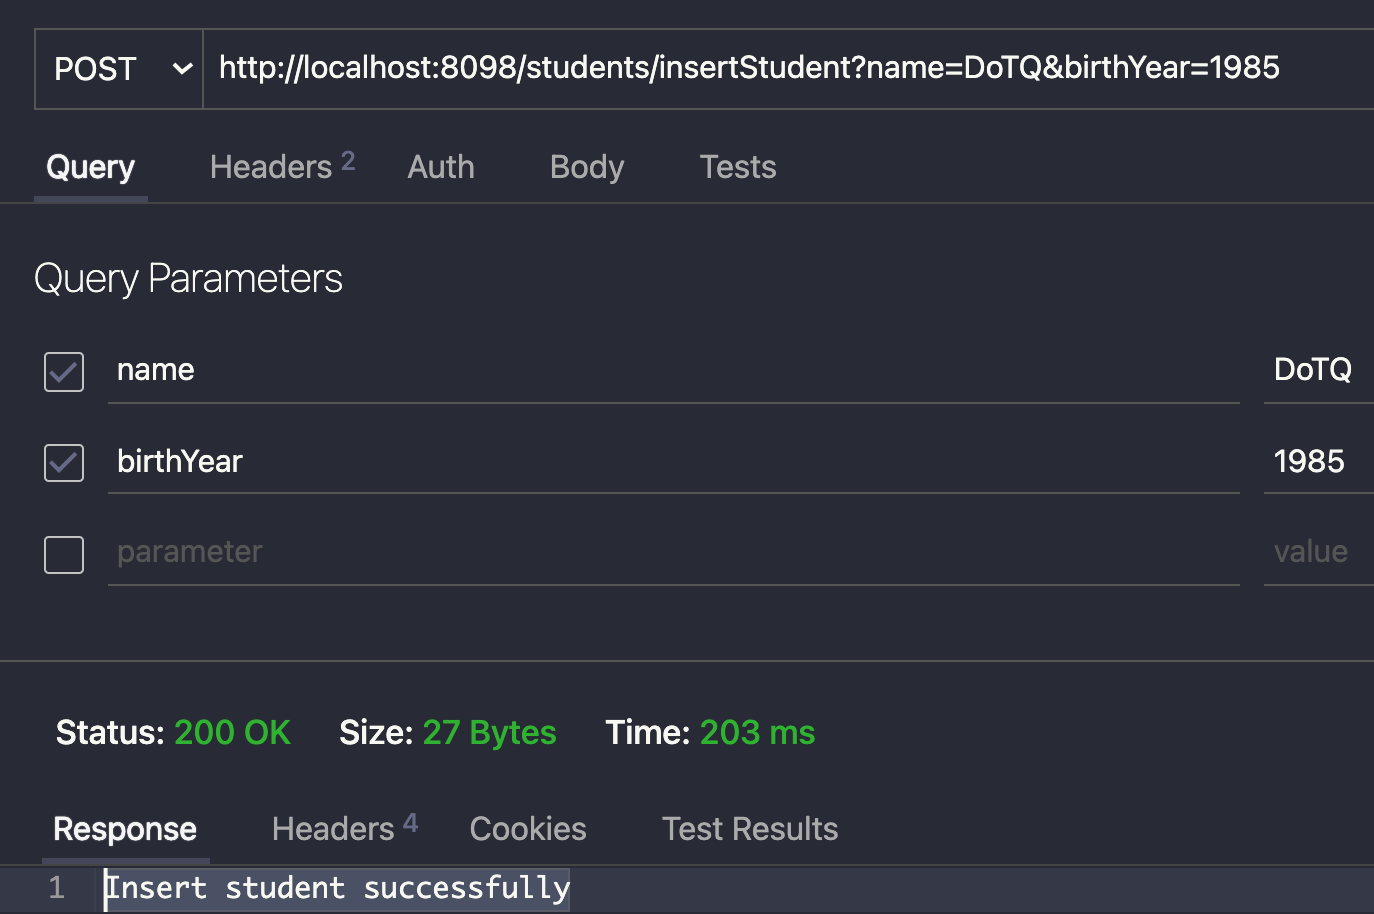 POST http://localhost:8098/students/insertStudent?name=DoTQ&birthYear=1985
Query Headers 2 Auth Body Tests
Query Parameters
name DoTQ
birthYear 1985
parameter value
Status: 200 OK Size: 27 Bytes Time: 203 ms
Response Headers 4 Cookies Test Results
1 Insert student successfully